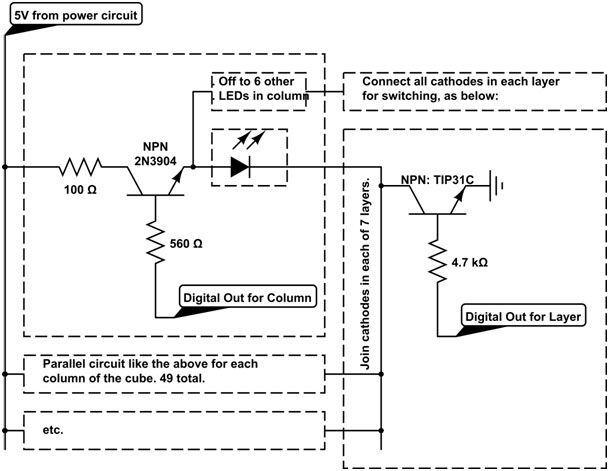 5V from power circuit
Off to 6 other
LEDs in column
Connect all cathodes in each layer
for switching, as below:
NPN
2N3904
100 Ω
560 Ω
Digital Out for Column
Join cathodes in each of 7 layers.
NPN: TIP31C
4.7 kΩ
Digital Out for Layer
Parallel circuit like the above for each
column of the cube. 49 total.
etc.